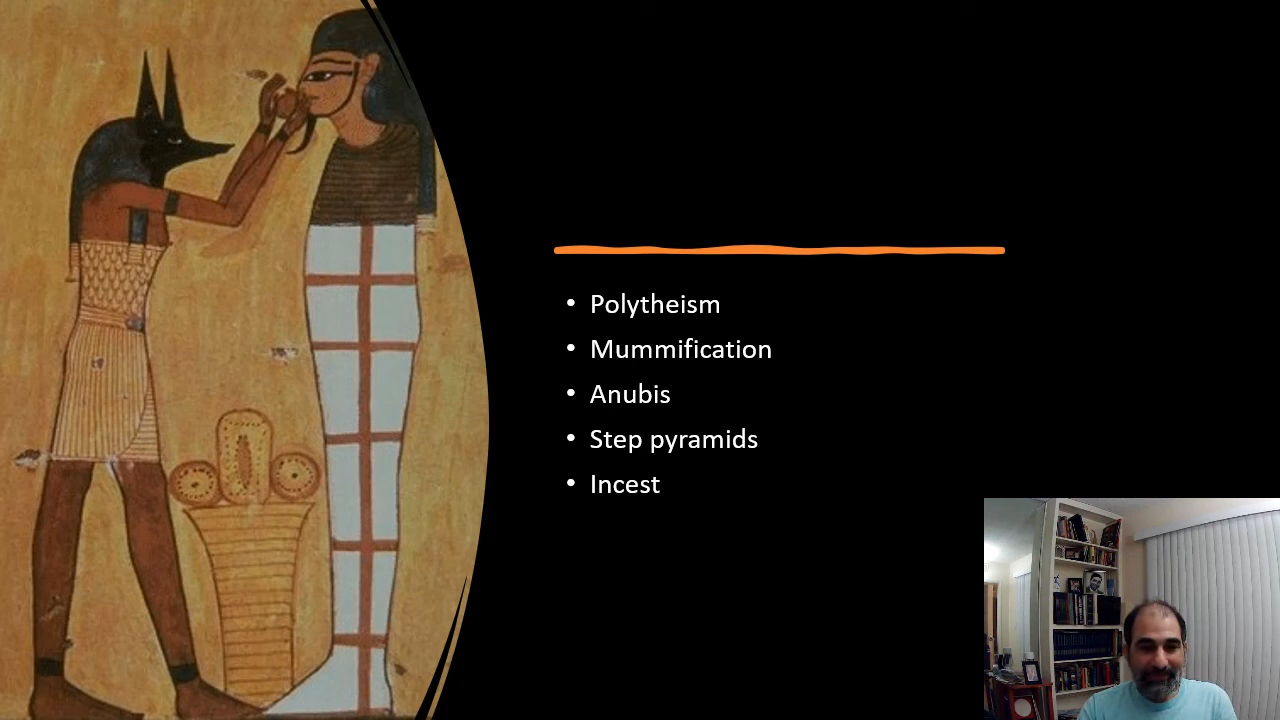 • Polytheism
• Mummification
• Anubis
• Step pyramids
• Incest